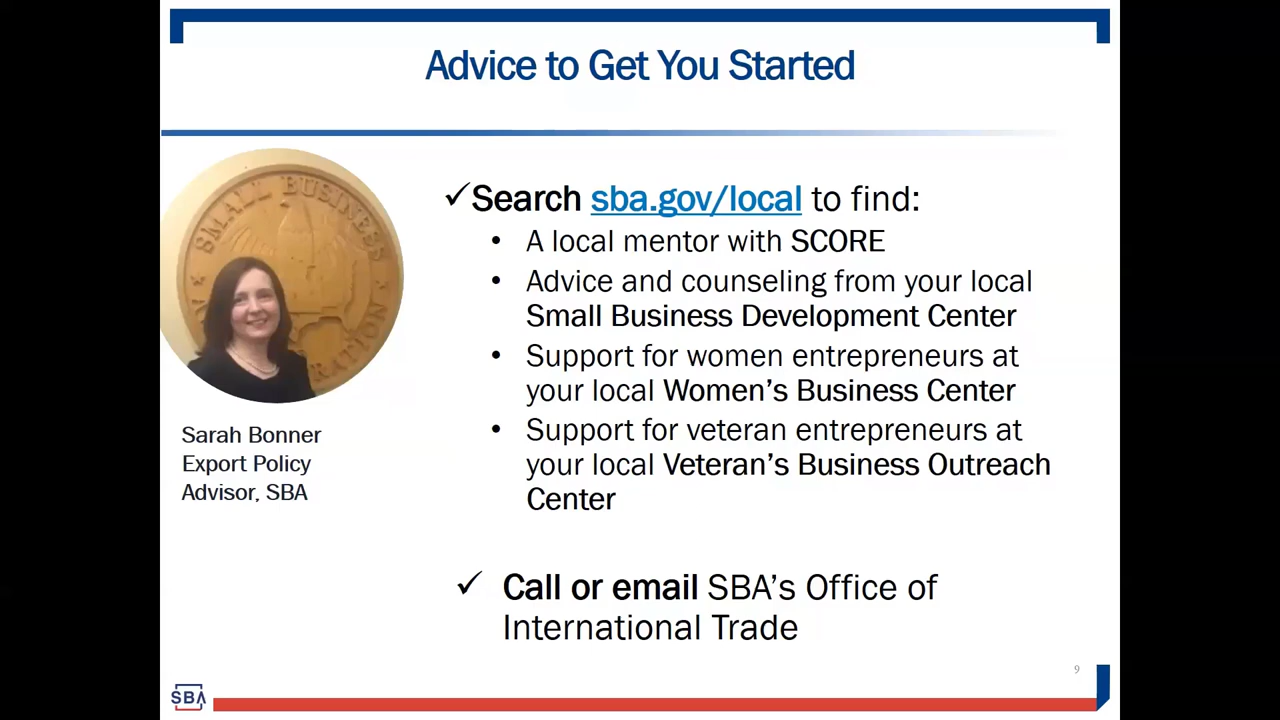 Advice to Get You Started
SMALL BUSINESS
✓Search sba.gov/local to find:
• A local mentor with SCORE
• Advice and counseling from your local
Small Business Development Center
• Support for women entrepreneurs at
your local Women's Business Center
• Support for veteran entrepreneurs at
your local Veteran's Business Outreach
Center
Sarah Bonner
Export Policy
Advisor, SBA
✓ Call or email SBA's Office of
International Trade
9
SBA